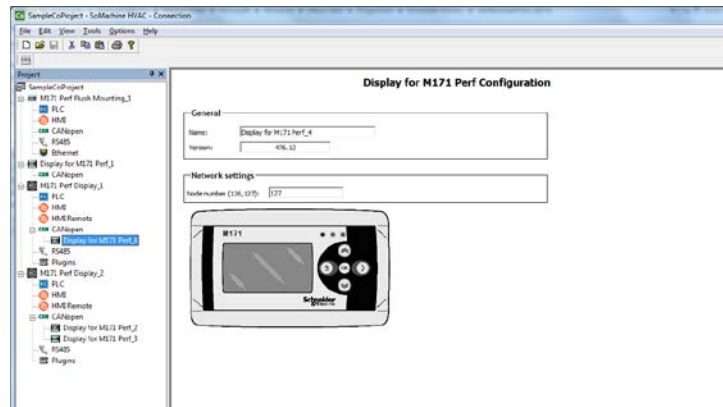 SampleCoProject - SoMachine HVAC - Connection
File Edit View Tools Options Help
Project
SampleCoProject
M171 Perf Flush Mounting_1
PLC
HMI
CANopen
RS485
Ethernet
Display for M171 Perf_1
CANopen
M171 Perf Display_1
PLC
HMI
HMIRemote
CANopen
Display for M171 Perf_4
RS485
Plugins
M171 Perf Display_2
PLC
HMI
HMIRemote
CANopen
Display for M171 Perf_2
Display for M171 Perf_3
RS485
Plugins
Display for M171 Perf Configuration
General
Name: Display for M171 Perf_4
Version: 476.12
Network settings
Node number (126, 127): 127
M171
Schneider
Electric